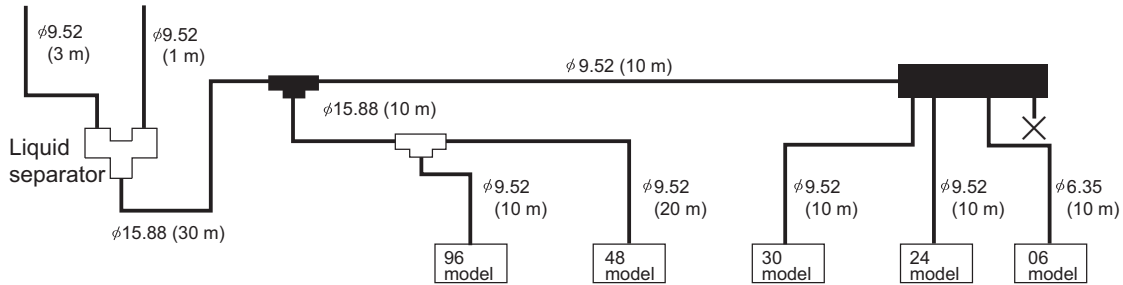 ϕ9.52
(3 m)
ϕ9.52
(1 m)
ϕ9.52 (10 m)
ϕ15.88 (10 m)
Liquid
separator
ϕ15.88 (30 m)
ϕ9.52
(10 m)
ϕ9.52
(20 m)
ϕ9.52
(10 m)
ϕ9.52
(10 m)
ϕ6.35
(10 m)
96
model
48
model
30
model
24
model
06
model